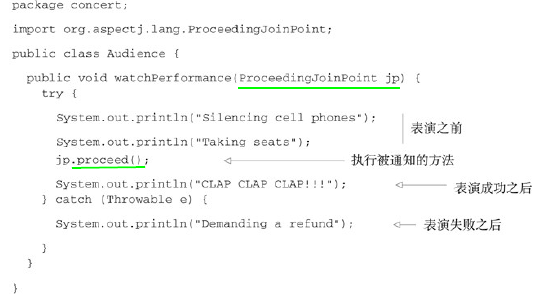 package concert;
import org.aspectj.lang.ProceedingJoinPoint;
public class Audience {
public void watchPerformance(ProceedingJoinPoint jp) {
try {
System.out.println("Silencing cell phones");
表演之前
System.out.println("Taking seats");
jp.proceed(); 执行被通知的方法
System.out.println("CLAP CLAP CLAP!!!"); 表演成功之后
} catch (Throwable e) {
System.out.println("Demanding a refund"); 表演失败之后
}
}
}